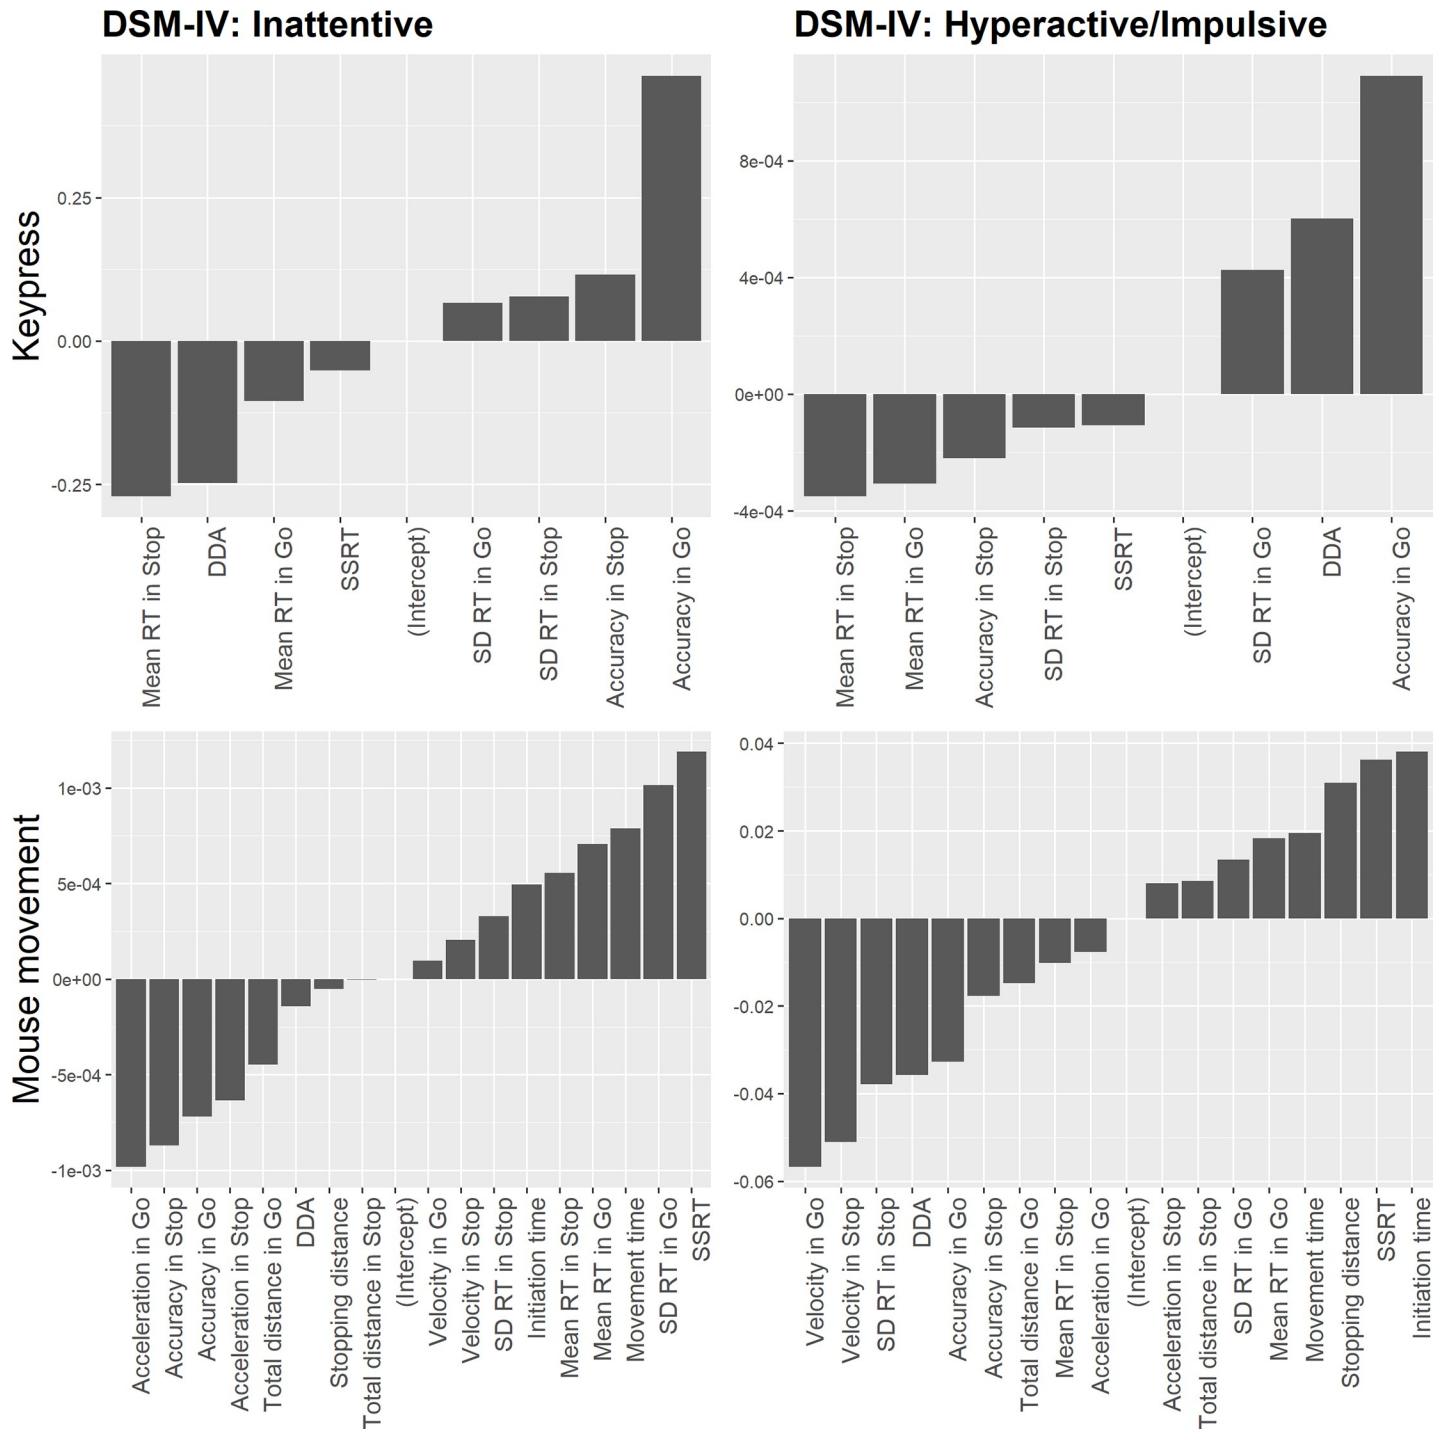 DSM-IV: Inattentive
DSM-IV: Hyperactive/Impulsive
Keypress
0.25
0.00
-0.25
Mean RT in Stop
DDA
Mean RT in Go
SSRT
(Intercept)
SD RT in Go
SD RT in Stop
Accuracy in Stop
Accuracy in Go
8e-04
4e-04
0e+00
-4e-04
Mean RT in Stop
Mean RT in Go
Accuracy in Stop
SD RT in Stop
SSRT
(Intercept)
SD RT in Go
DDA
Accuracy in Go
Mouse movement
1e-03
5e-04
0e+00
-5e-04
-1e-03
Acceleration in Go
Accuracy in Stop
Accuracy in Go
Acceleration in Stop
Total distance in Go
DDA
Stopping distance
Total distance in Stop
(Intercept)
Velocity in Go
Velocity in Stop
SD RT in Stop
Initiation time
Mean RT in Stop
Mean RT in Go
Movement time
SD RT in Go
SSRT
0.04
0.02
0.00
-0.02
-0.04
-0.06
Velocity in Go
Velocity in Stop
SD RT in Stop
DDA
Accuracy in Go
Accuracy in Stop
Total distance in Go
Mean RT in Stop
Acceleration in Go
(Intercept)
Acceleration in Stop
Total distance in Stop
SD RT in Go
Mean RT in Go
Movement time
Stopping distance
SSRT
Initiation time